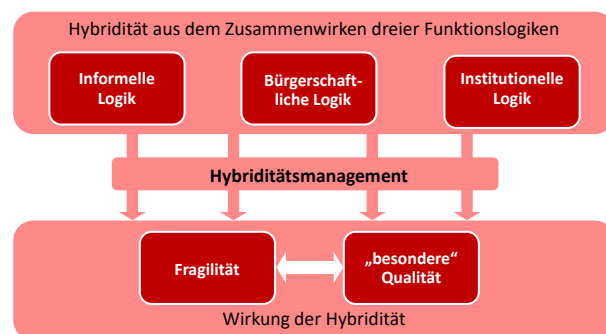 Hybridität aus dem Zusammenwirken dreier Funktionslogiken
Informelle
Logik
Bürgerschaft-
liche Logik
Institutionelle
Logik
Hybriditätsmanagement
Fragilität
„besondere“
Qualität
Wirkung der Hybridität